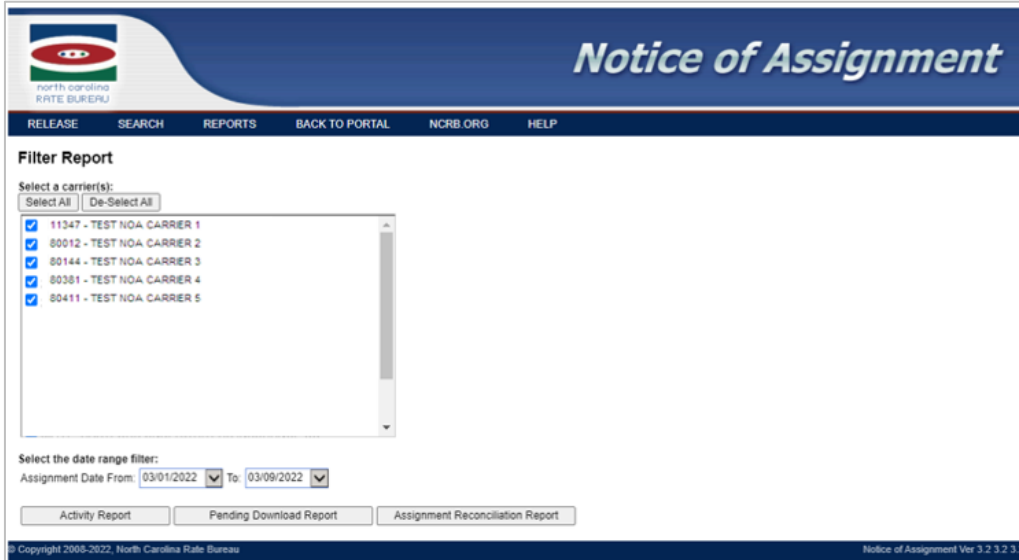 north carolina
RATE BUREAU
Notice of Assignment
RELEASE SEARCH REPORTS BACK TO PORTAL NCRB.ORG HELP
Filter Report
Select a carrier(s):
Select All De-Select All
11347 - TEST NOA CARRIER 1
80012 - TEST NOA CARRIER 2
80144 - TEST NOA CARRIER 3
80381 - TEST NOA CARRIER 4
80411 - TEST NOA CARRIER 5
Select the date range filter:
Assignment Date From: 03/01/2022 To: 03/09/2022
Activity Report Pending Download Report Assignment Reconciliation Report
© Copyright 2008-2022, North Carolina Rate Bureau Notice of Assignment Ver 3.2 3.2 3.